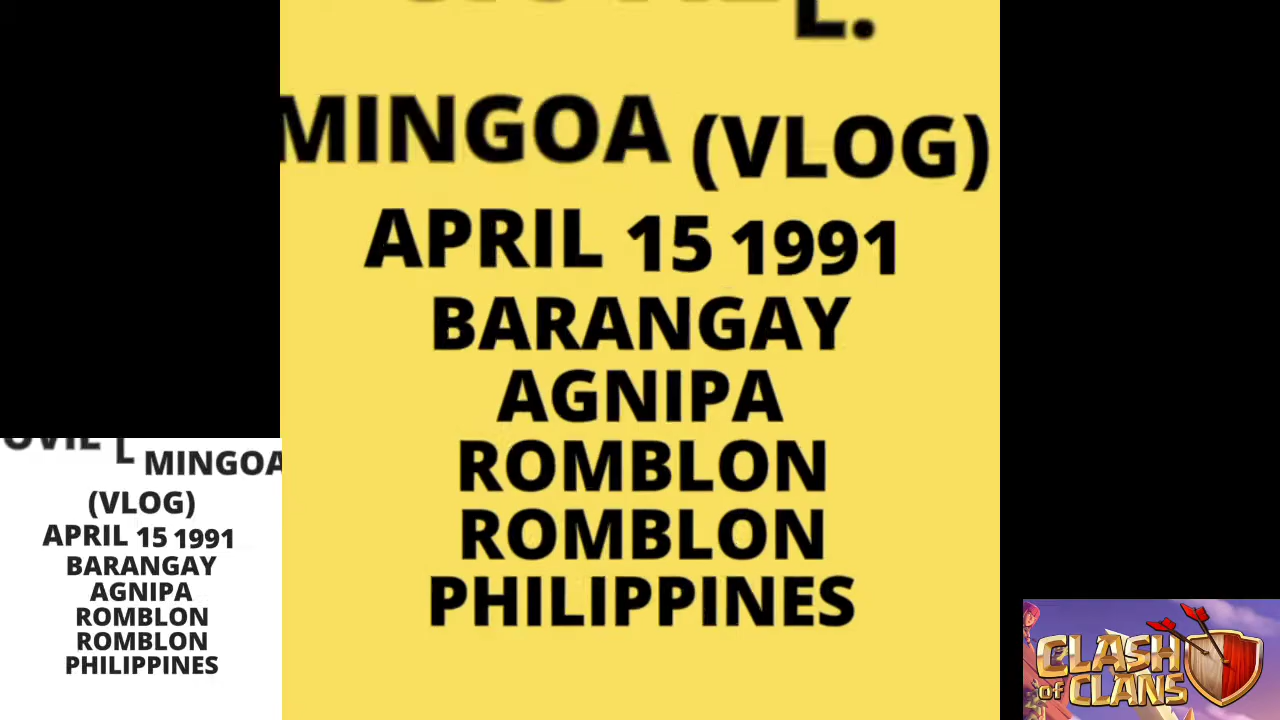 L.
MINGOA (VLOG)
APRIL 15 1991
BARANGAY
AGNIPA
ROMBLON
ROMBLON
PHILIPPINES
L MINGOA
(VLOG)
APRIL 15 1991
BARANGAY
AGNIPA
ROMBLON
ROMBLON
PHILIPPINES
CLASH
OF CLANS